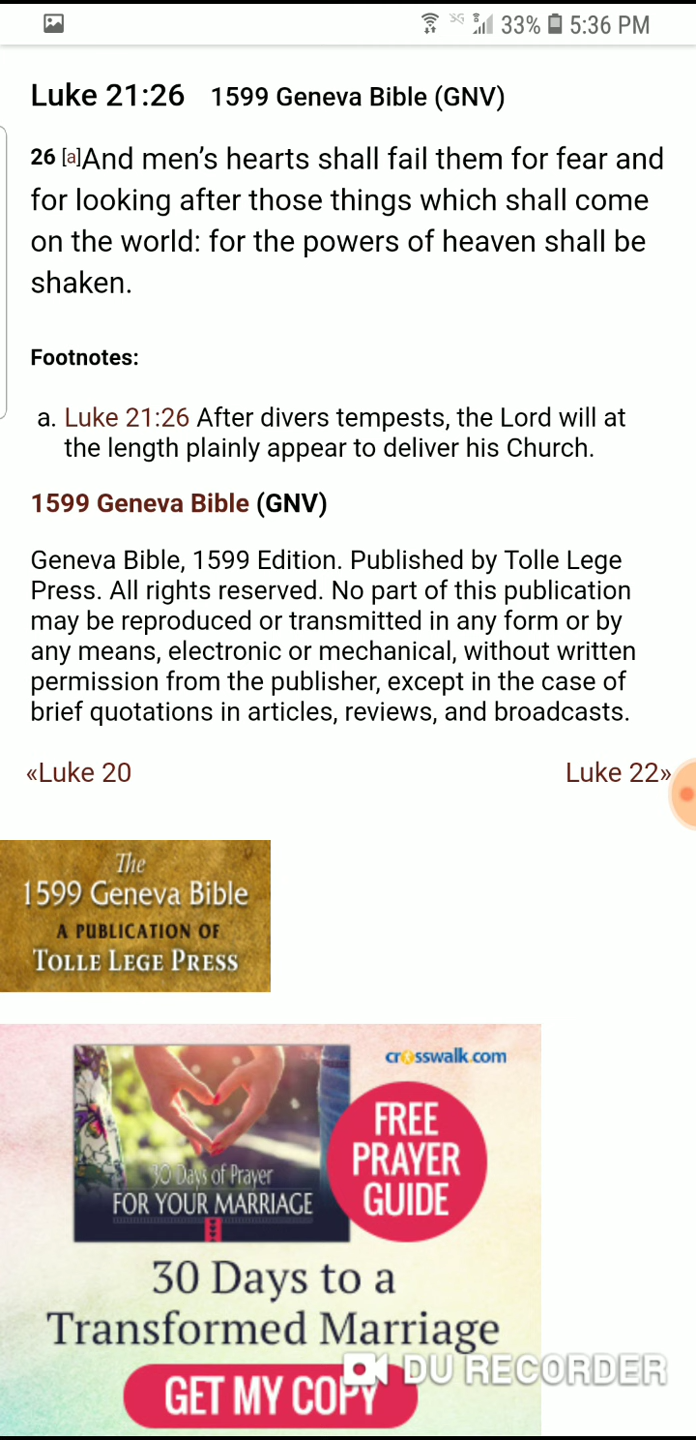 3G 33% 5:36 PM
Luke 21:26 1599 Geneva Bible (GNV)
26 [a]And men's hearts shall fail them for fear and
for looking after those things which shall come
on the world: for the powers of heaven shall be
shaken.
Footnotes:
a. Luke 21:26 After divers tempests, the Lord will at
the length plainly appear to deliver his Church.
1599 Geneva Bible (GNV)
Geneva Bible, 1599 Edition. Published by Tolle Lege
Press. All rights reserved. No part of this publication
may be reproduced or transmitted in any form or by
any means, electronic or mechanical, without written
permission from the publisher, except in the case of
brief quotations in articles, reviews, and broadcasts.
«Luke 20 Luke 22»
The
1599 Geneva Bible
A PUBLICATION OF
TOLLE LEGE PRESS
crosswalk.com
FREE
PRAYER
GUIDE
30 Days of Prayer
FOR YOUR MARRIAGE
30 Days to a
Transformed Marriage
GET MY COPY
DU RECORDER